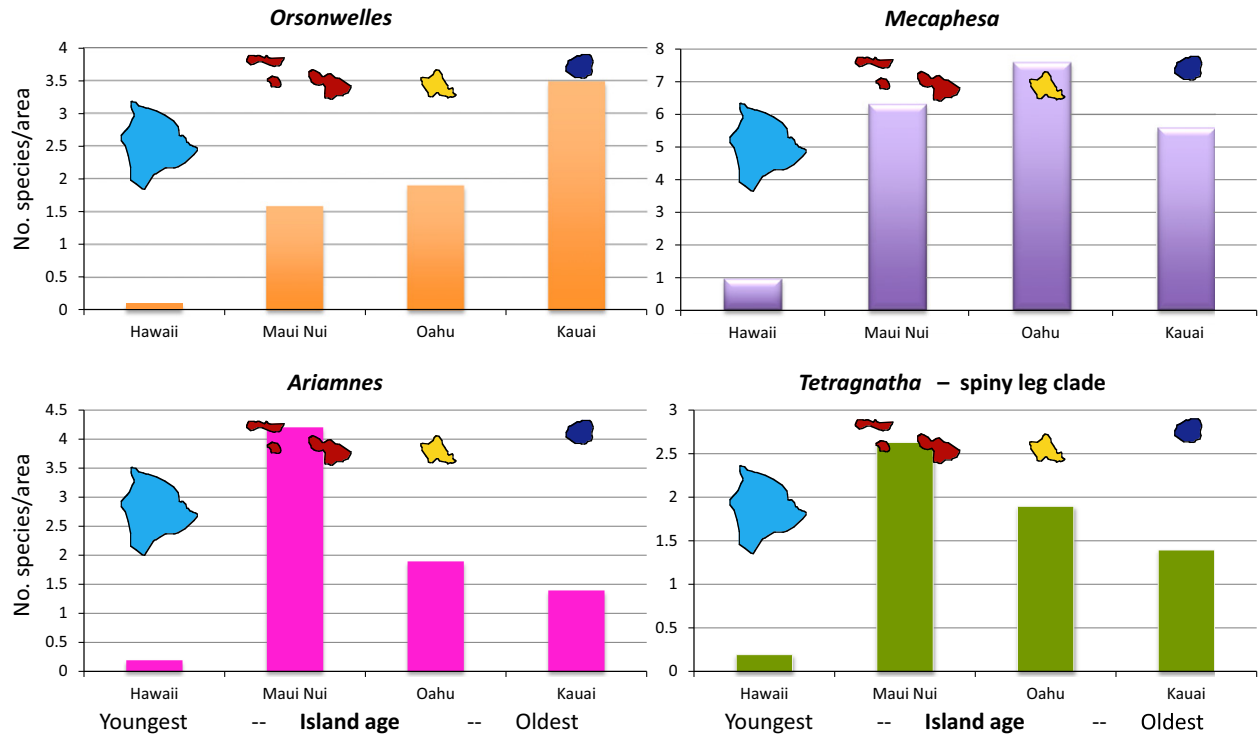 Orsonwelles
No. species/area
4
3.5
3
2.5
2
1.5
1
0.5
0
Hawaii Maui Nui Oahu Kauai
Mecaphesa
8
7
6
5
4
3
2
1
0
Hawaii Maui Nui Oahu Kauai
Ariamnes
No. species/area
4.5
4
3.5
3
2.5
2
1.5
1
0.5
0
Hawaii Maui Nui Oahu Kauai
Youngest -- Island age -- Oldest
Tetragnatha – spiny leg clade
3
2.5
2
1.5
1
0.5
0
Hawaii Maui Nui Oahu Kauai
Youngest -- Island age -- Oldest